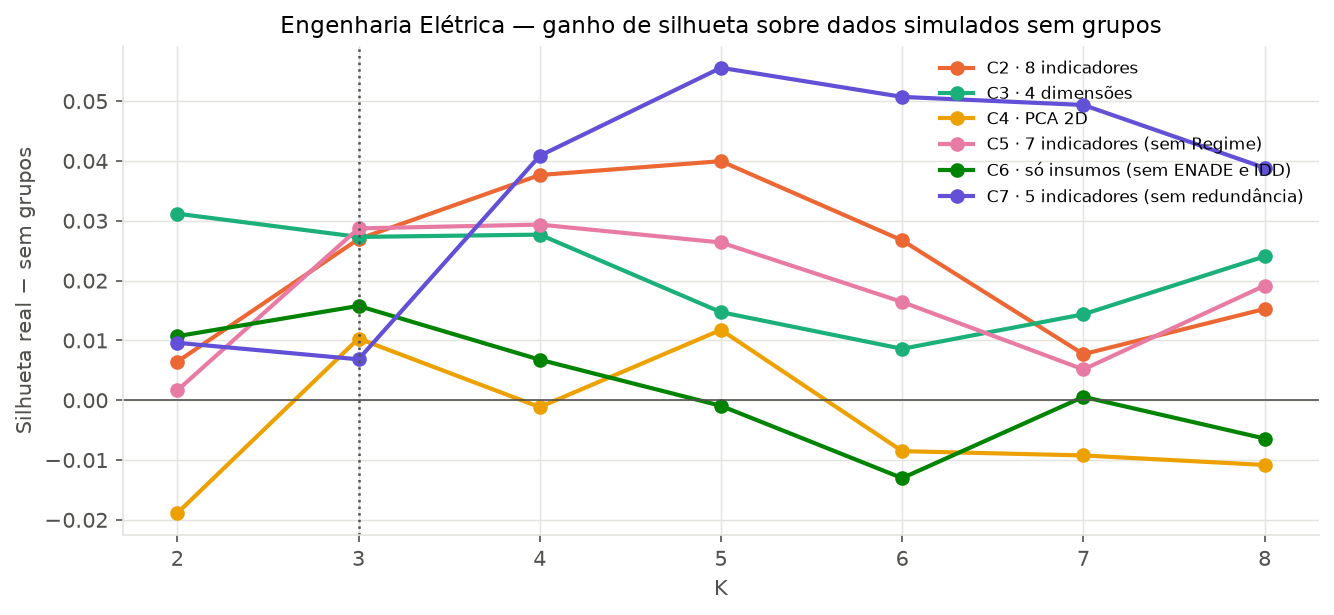 Engenharia Elétrica — ganho de silhueta sobre dados simulados sem grupos
Silhueta real − sem grupos
0.05
0.04
0.03
0.02
0.01
0.00
−0.01
−0.02
C2 · 8 indicadores
C3 · 4 dimensões
C4 · PCA 2D
C5 · 7 indicadores (sem Regime)
C6 · só insumos (sem ENADE e IDD)
C7 · 5 indicadores (sem redundância)
2 3 4 5 6 7 8
K